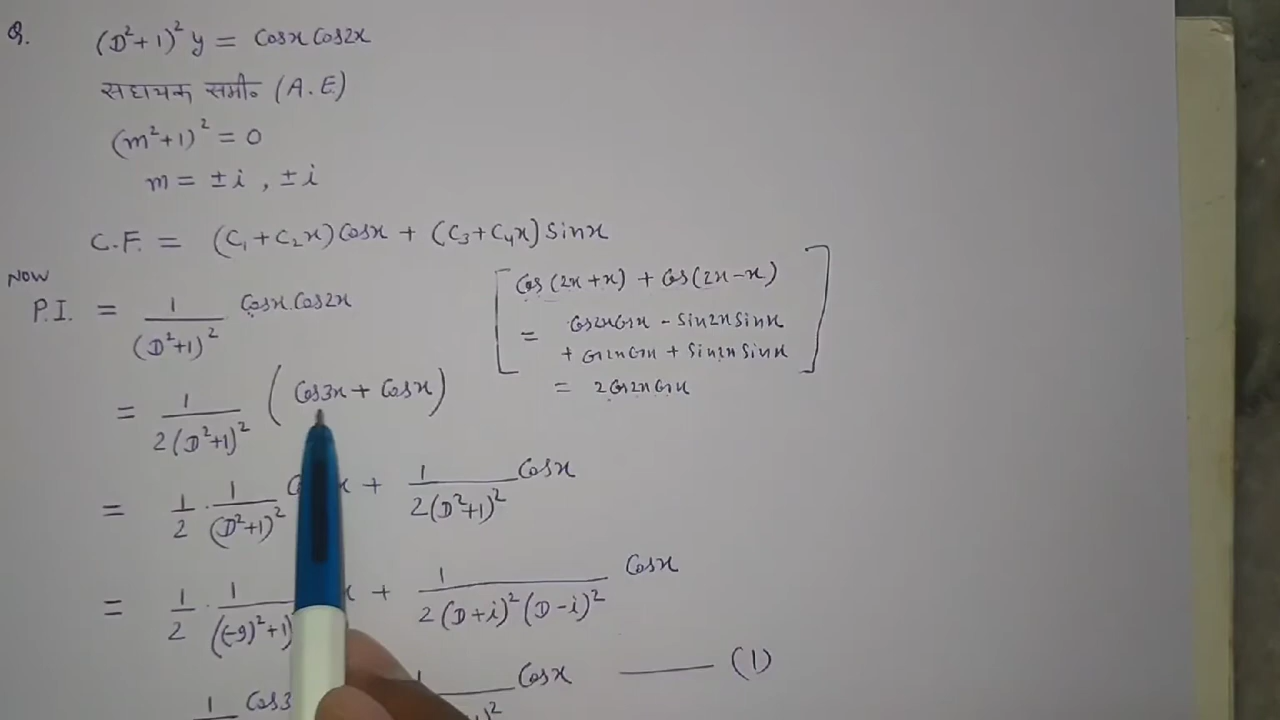 Q. (D²+1)² y = Cosx Cos2x
सहायक समी० (A.E)
(m²+1)² = 0
m = ±i , ±i
C.F. = (C₁+C₂x)Cosx + (C₃+C₄x)Sinx
NOW
P.I. = 1/(D²+1)² Cosx.Cos2x
[Cos(2x+x) + Cos(2x-x)
= Cos2xCosx - Sin2xSinx
+ Cos2xCosx + Sin2xSinx]
= 2Cos2xCosx
= 1/2(D²+1)² (Cos3x + Cosx)
= 1/2 . 1/(D²+1)² + 1/2(D²+1)² Cosx
= 1/2 . 1/((-9)²+1) x + 1/2(D+i)²(D-i)² Cosx
1 Cos3 Cosx —— (1)